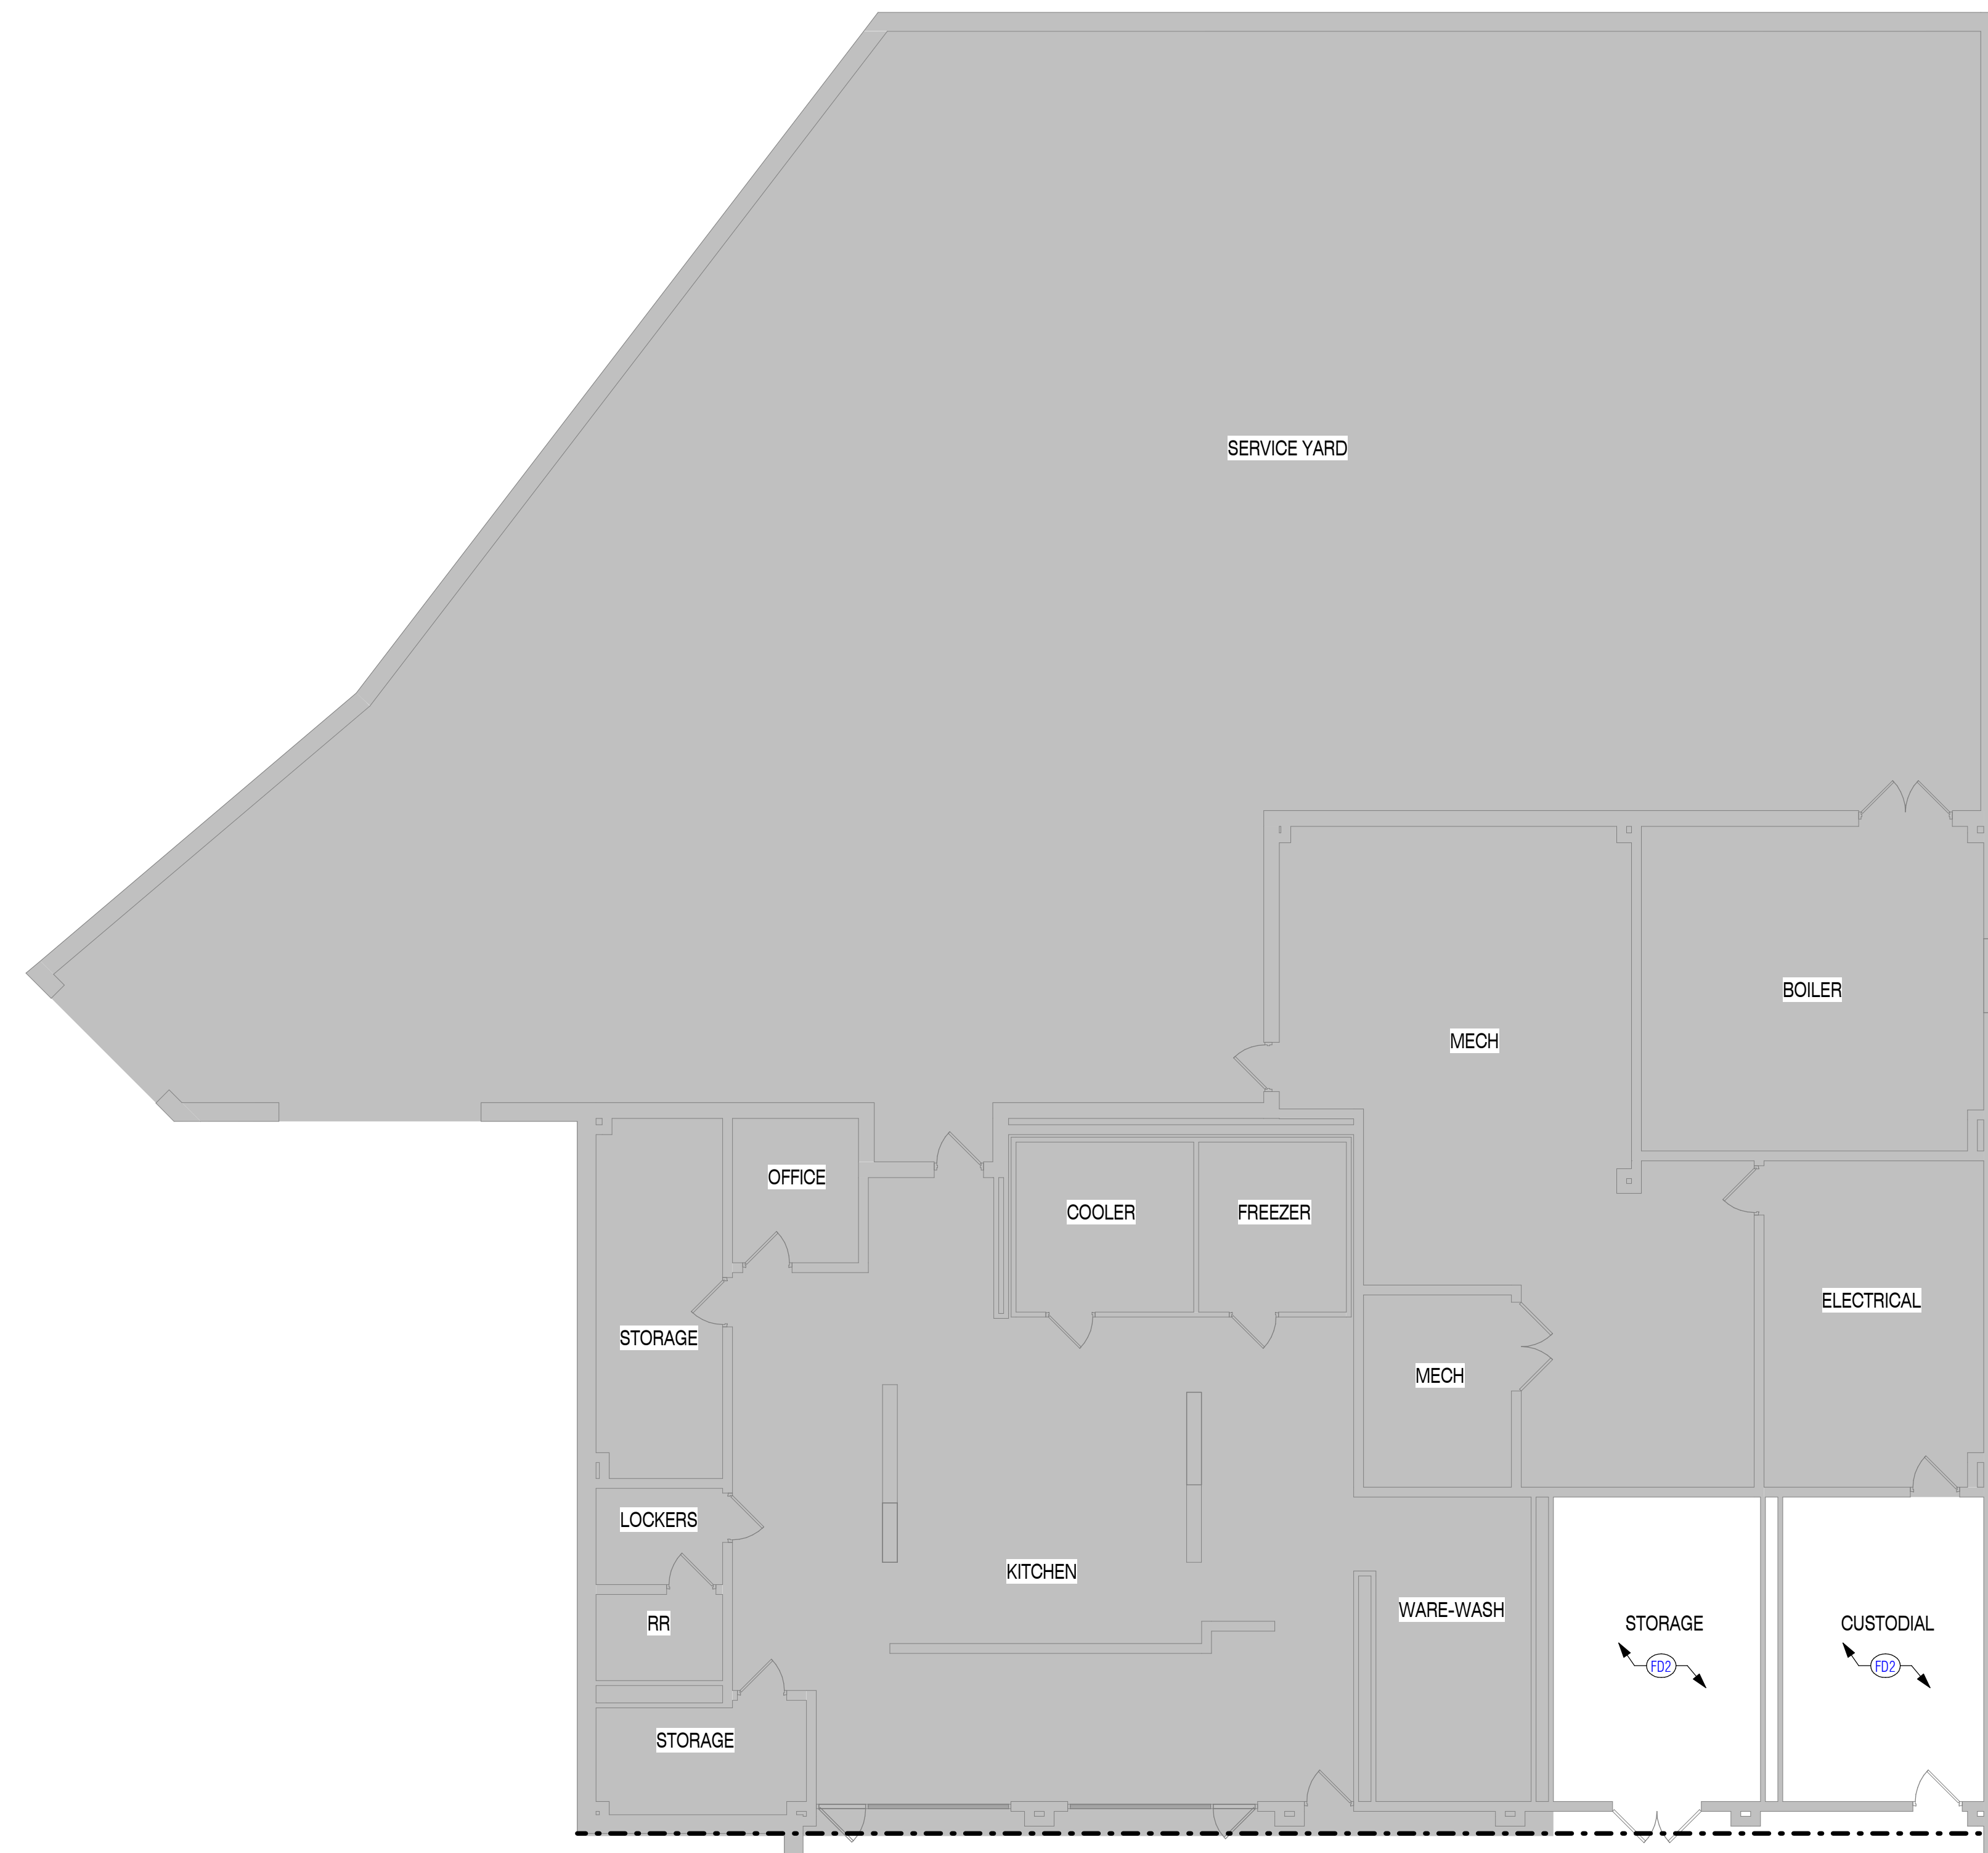 SERVICE YARD
BOILER
MECH
OFFICE
COOLER
FREEZER
ELECTRICAL
STORAGE
MECH
LOCKERS
KITCHEN
WARE-WASH
RR
STORAGE
CUSTODIAL
FD2
FD2
STORAGE